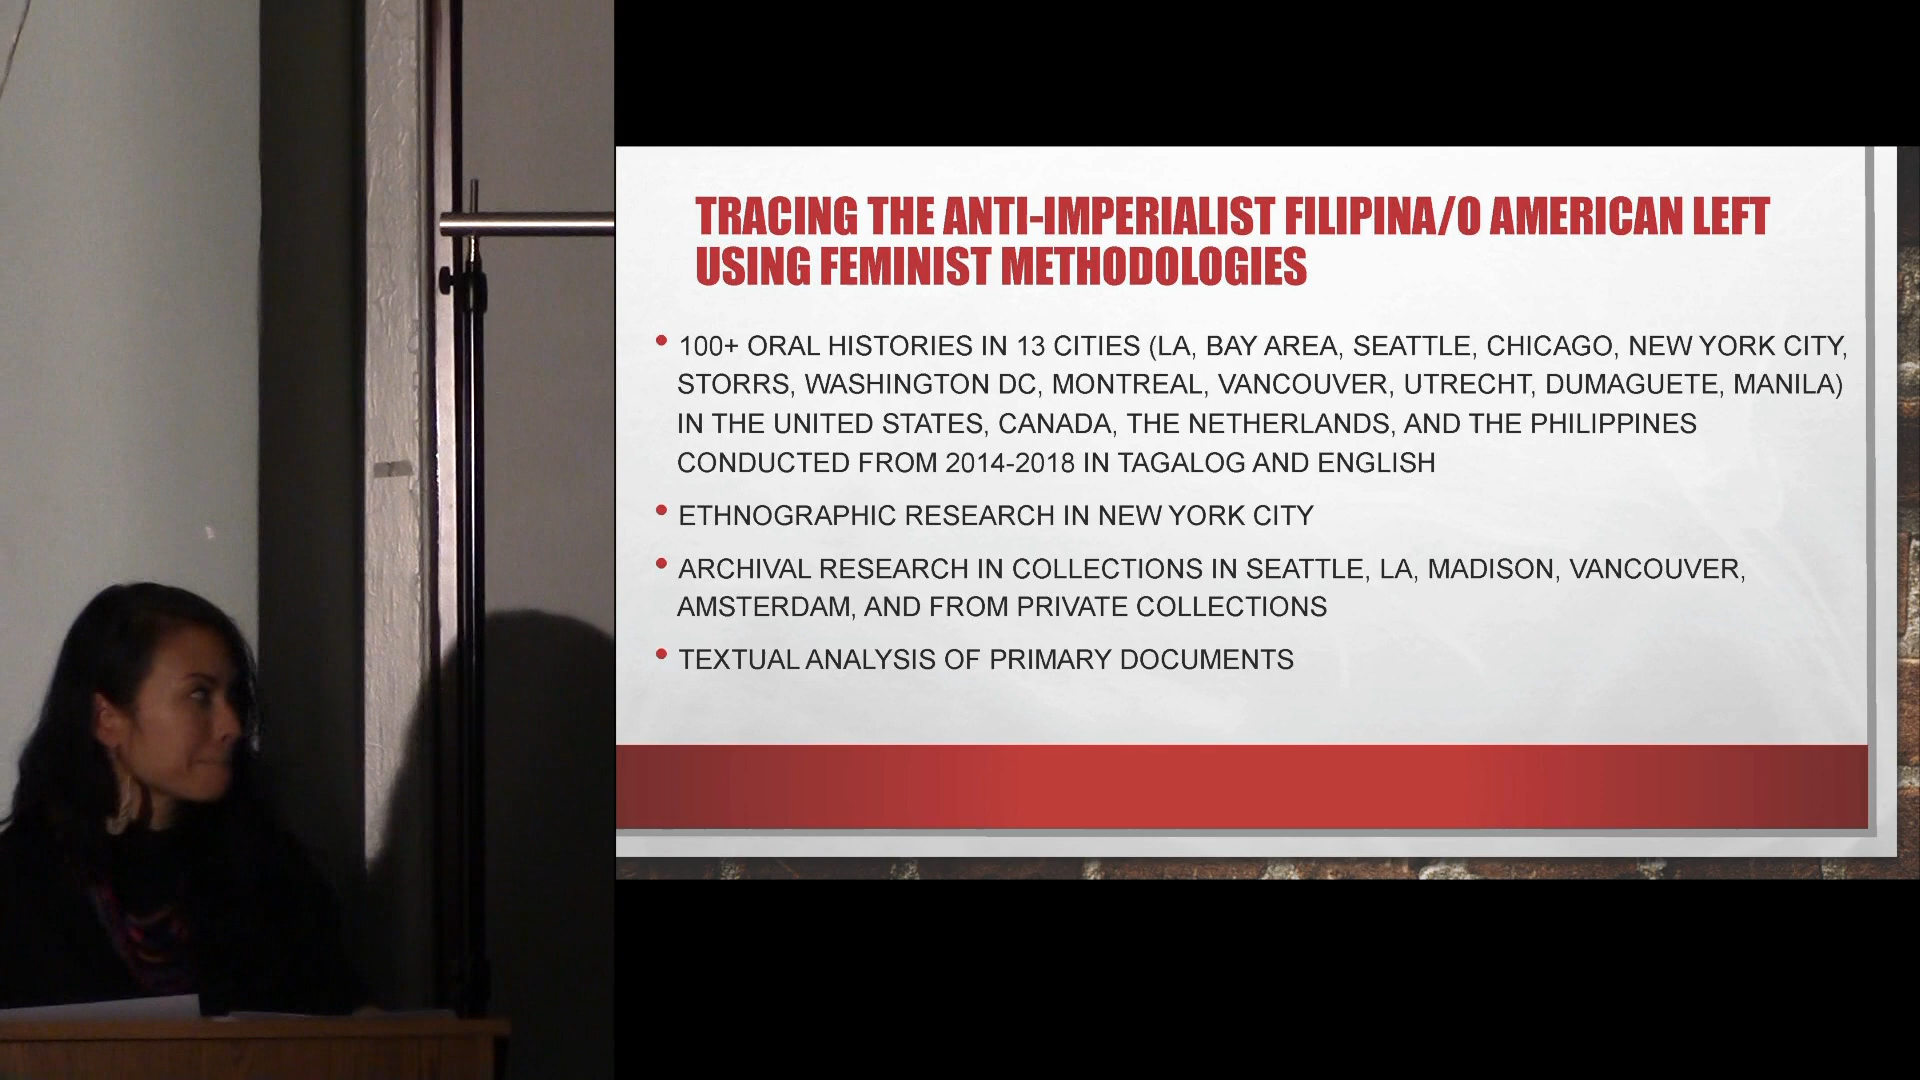 TRACING THE ANTI-IMPERIALIST FILIPINA/O AMERICAN LEFT
USING FEMINIST METHODOLOGIES
• 100+ ORAL HISTORIES IN 13 CITIES (LA, BAY AREA, SEATTLE, CHICAGO, NEW YORK CITY,
STORRS, WASHINGTON DC, MONTREAL, VANCOUVER, UTRECHT, DUMAGUETE, MANILA)
IN THE UNITED STATES, CANADA, THE NETHERLANDS, AND THE PHILIPPINES
CONDUCTED FROM 2014-2018 IN TAGALOG AND ENGLISH
• ETHNOGRAPHIC RESEARCH IN NEW YORK CITY
• ARCHIVAL RESEARCH IN COLLECTIONS IN SEATTLE, LA, MADISON, VANCOUVER,
AMSTERDAM, AND FROM PRIVATE COLLECTIONS
• TEXTUAL ANALYSIS OF PRIMARY DOCUMENTS